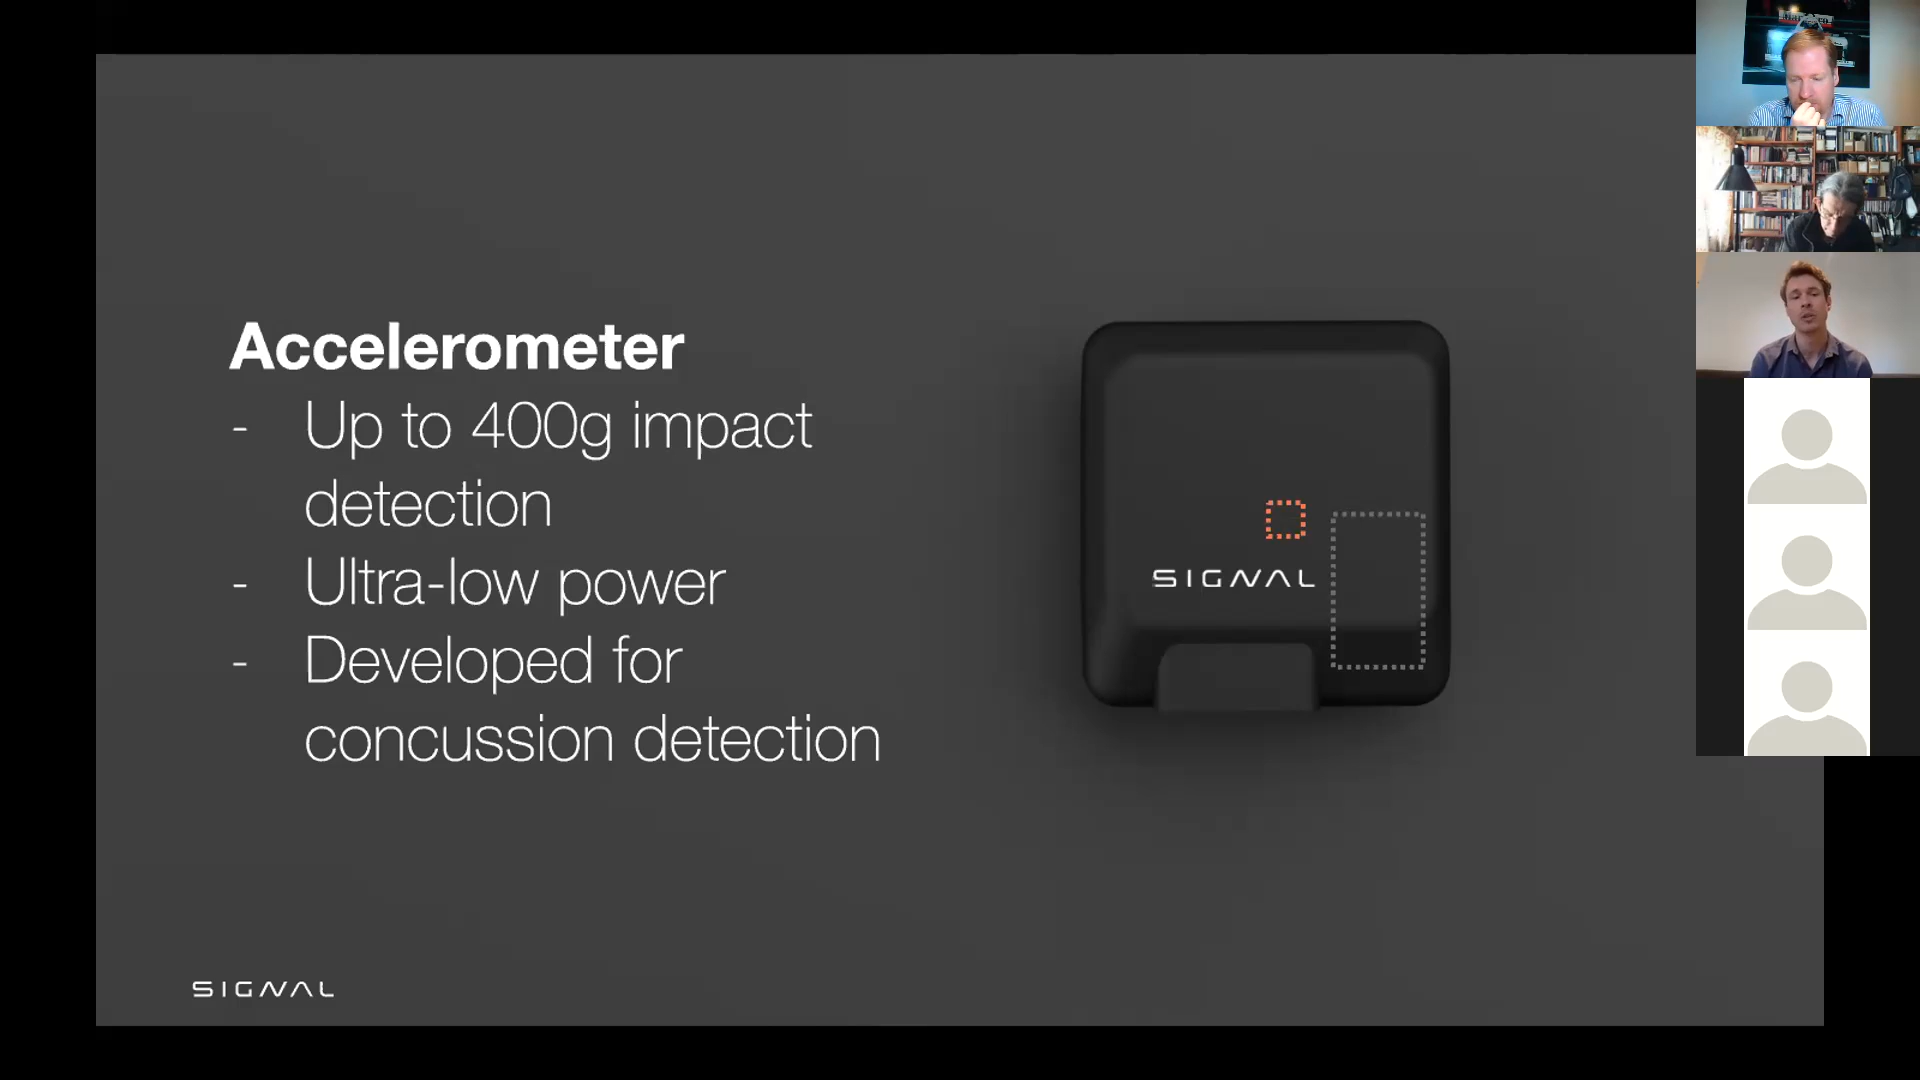 Accelerometer
- Up to 400g impact
detection
- Ultra-low power
- Developed for
concussion detection
SIGNAL
SIGNAL